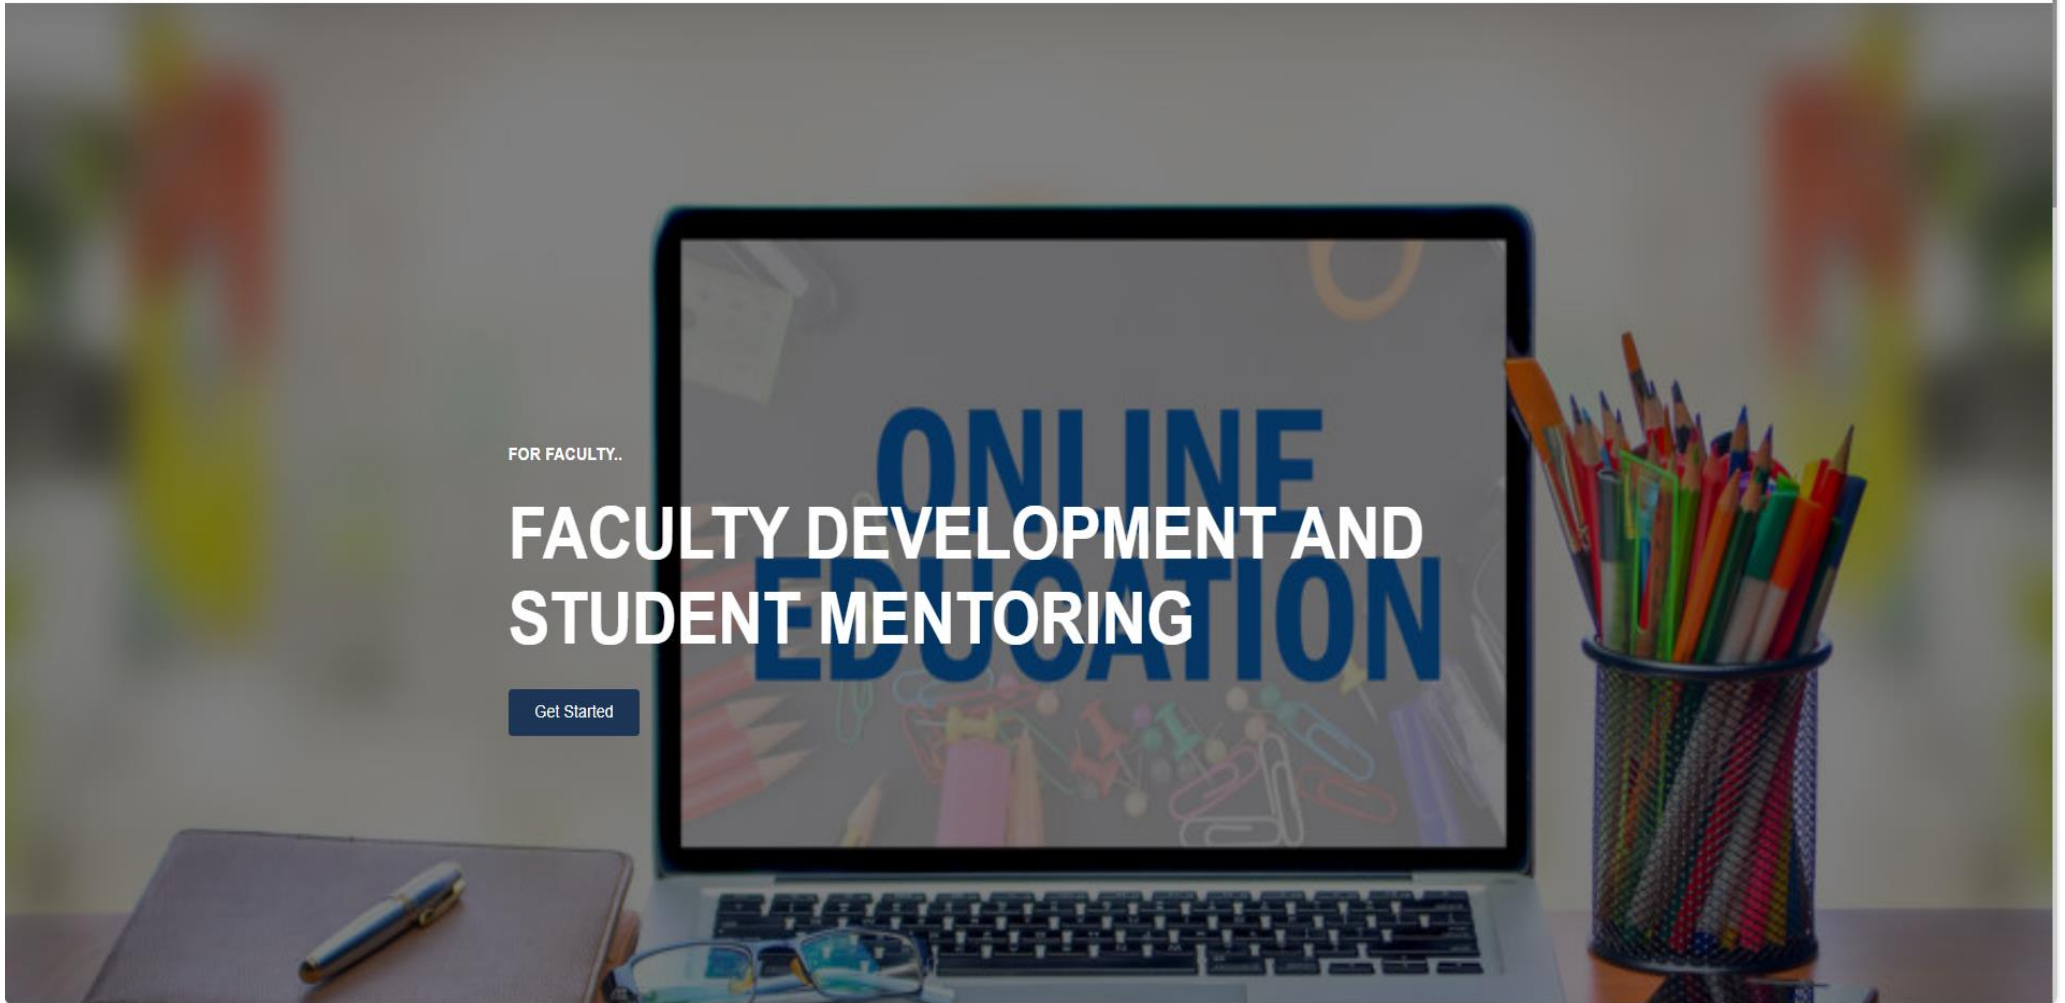 FOR FACULTY..
ONLINE
FACULTY DEVELOPMENT AND
EDUCATION
STUDENT MENTORING
Get Started